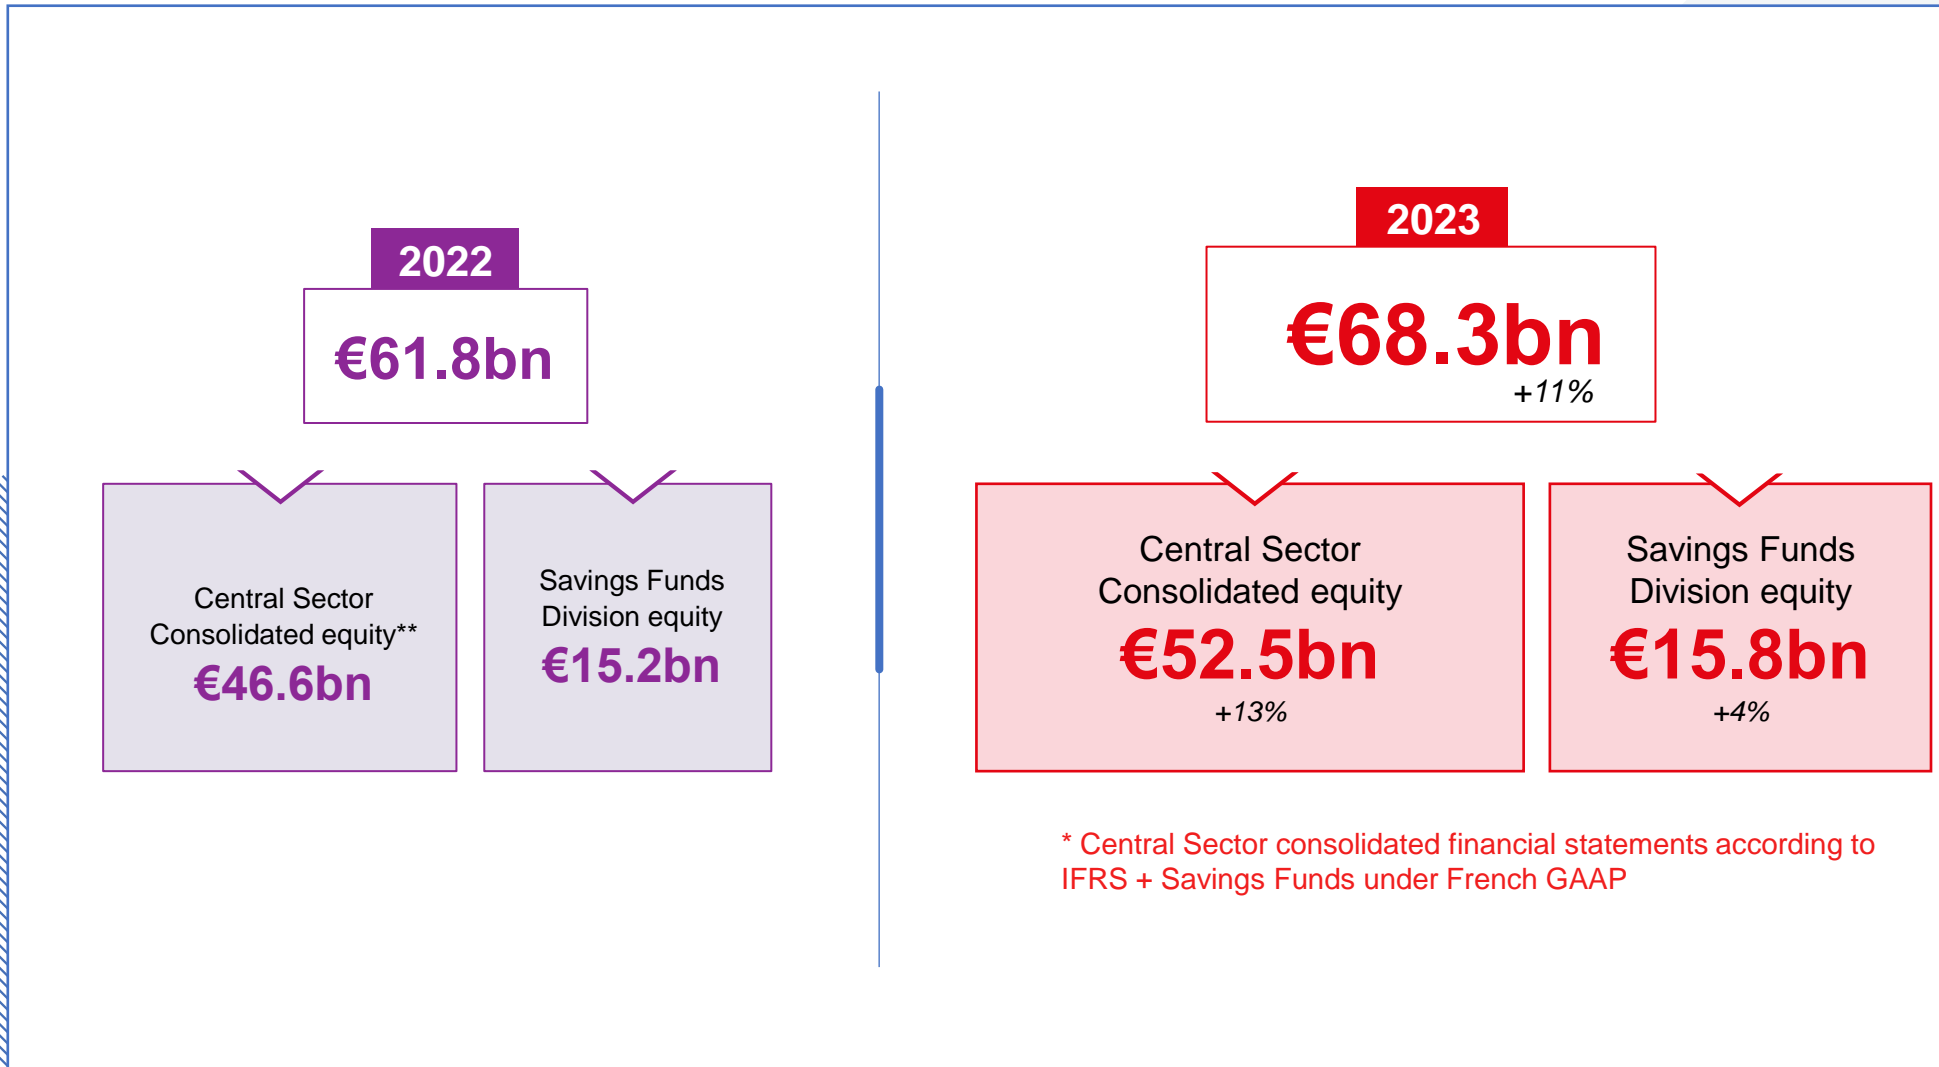 2022
€61.8bn
Central Sector
Consolidated equity**
€46.6bn
Savings Funds
Division equity
€15.2bn
2023
€68.3bn
+11%
Central Sector
Consolidated equity
€52.5bn
+13%
Savings Funds
Division equity
€15.8bn
+4%
* Central Sector consolidated financial statements according to
IFRS + Savings Funds under French GAAP